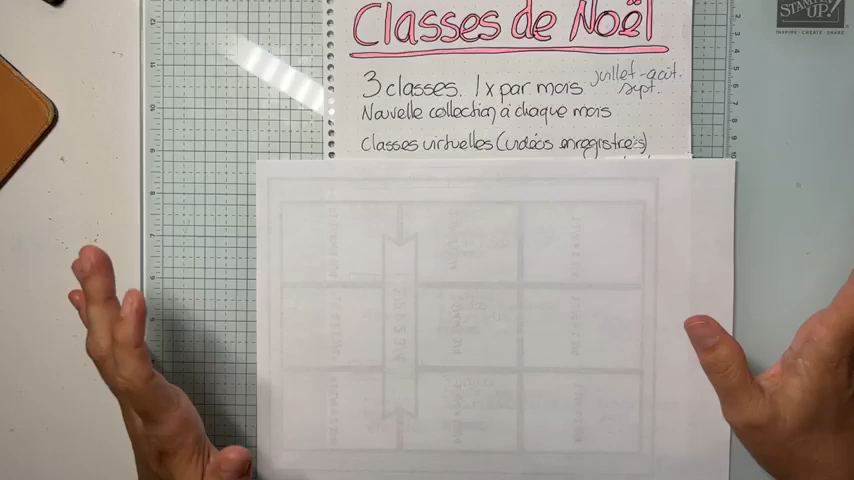 STAMPIN' UP!
INSPIRE · CREATE · SHARE
Classes de Noël
3 classes. 1x par mois juillet-août.
sept.
Nouvelle collection à chaque mois
Classes virtuelles (vidéos enregistrées)